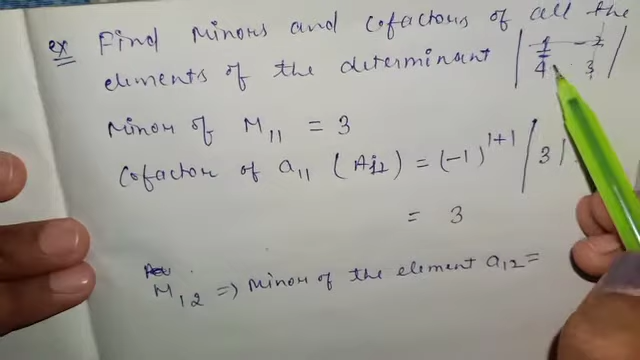 ex Find Minors and Cofactors of all the
elements of the determinant | 1 -2 |
| 4 3 |
Minor of M11 = 3
Cofactor of a11 (A11) = (-1)^1+1 | 3 |
= 3
M12 => Minor of the element a12 =